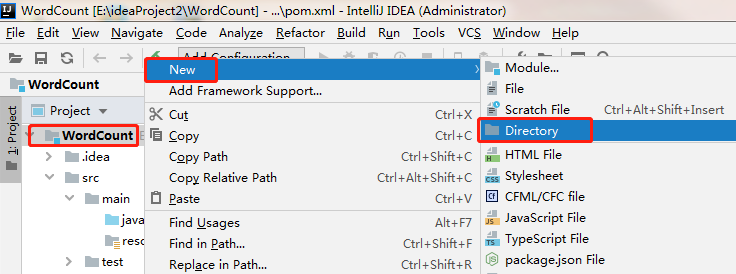 WordCount [E:\ideaProject2\WordCount] - ...\pom.xml - IntelliJ IDEA (Administrator)
File Edit View Navigate Code Analyze Refactor Build Run Tools VCS Window Help
Add Configuration...
WordCount
1: Project
Project
WordCount
.idea
src
main
java
reso
test
New
Add Framework Support...
Cut Ctrl+X
Copy Ctrl+C
Copy Path Ctrl+Shift+C
Copy Relative Path Ctrl+Alt+Shift+C
Paste Ctrl+V
Find Usages Alt+F7
Find in Path... Ctrl+Shift+F
Replace in Path... Ctrl+Shift+R
Module...
File
Scratch File Ctrl+Alt+Shift+Insert
Directory
HTML File
Stylesheet
CFML/CFC file
JavaScript File
TypeScript File
package.json File